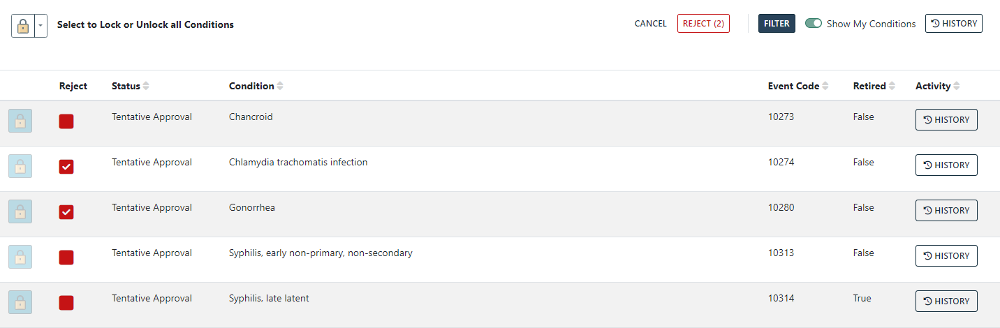 Select to Lock or Unlock all Conditions CANCEL REJECT (2) FILTER Show My Conditions HISTORY
Reject Status Condition Event Code Retired Activity
Tentative Approval Chancroid 10273 False HISTORY
Tentative Approval Chlamydia trachomatis infection 10274 False HISTORY
Tentative Approval Gonorrhea 10280 False HISTORY
Tentative Approval Syphilis, early non-primary, non-secondary 10313 False HISTORY
Tentative Approval Syphilis, late latent 10314 True HISTORY